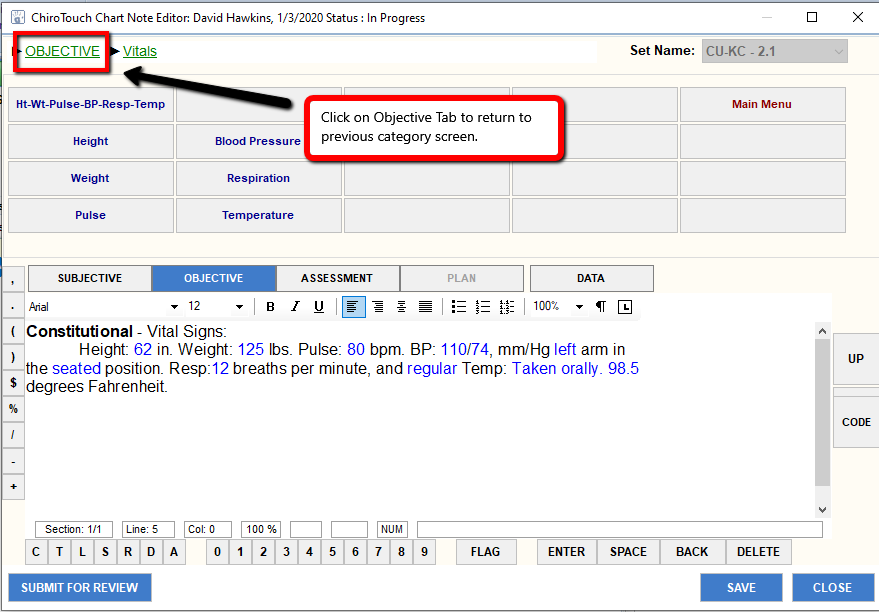 ChiroTouch Chart Note Editor: David Hawkins, 1/3/2020 Status : In Progress
OBJECTIVE Vitals Set Name: CU-KC - 2.1
Ht-Wt-Pulse-BP-Resp-Temp Main Menu
Click on Objective Tab to return to
previous category screen.
Height Blood Pressure
Weight Respiration
Pulse Temperature
SUBJECTIVE OBJECTIVE ASSESSMENT PLAN DATA
Arial 12 B I U 100% ¶ L
Constitutional - Vital Signs:
Height: 62 in. Weight: 125 lbs. Pulse: 80 bpm. BP: 110/74, mm/Hg left arm in
the seated position. Resp:12 breaths per minute, and regular Temp: Taken orally. 98.5
degrees Fahrenheit.
,
.
(
)
$
%
/
-
+
UP
CODE
Section: 1/1 Line: 5 Col: 0 100 % NUM
C T L S R D A 0 1 2 3 4 5 6 7 8 9 FLAG ENTER SPACE BACK DELETE
SUBMIT FOR REVIEW SAVE CLOSE